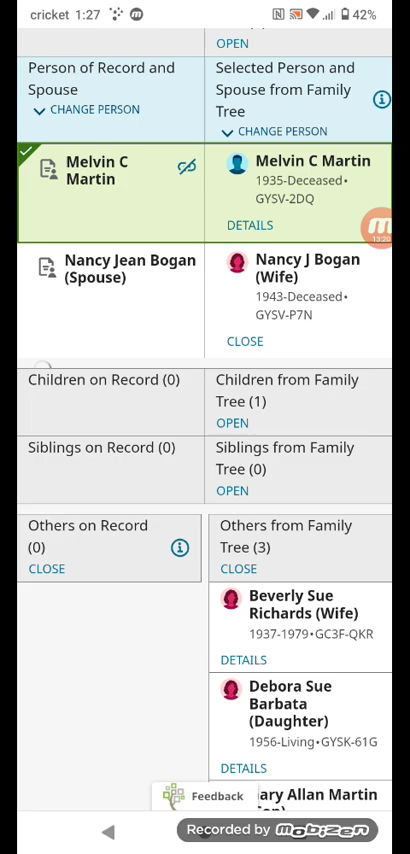 cricket 1:27 42%
OPEN
Person of Record and
Spouse
CHANGE PERSON
Selected Person and
Spouse from Family
Tree
CHANGE PERSON
Melvin C
Martin
Melvin C Martin
1935-Deceased•
GYSV-2DQ
DETAILS
13:20
Nancy Jean Bogan
(Spouse)
Nancy J Bogan
(Wife)
1943-Deceased•
GYSV-P7N
CLOSE
Children on Record (0)
Children from Family
Tree (1)
OPEN
Siblings on Record (0)
Siblings from Family
Tree (0)
OPEN
Others on Record
(0)
CLOSE
Others from Family
Tree (3)
CLOSE
Beverly Sue
Richards (Wife)
1937-1979•GC3F-QKR
DETAILS
Debora Sue
Barbata
(Daughter)
1956-Living•GYSK-61G
DETAILS
Feedback
ary Allan Martin
Recorded by MOBIZEN